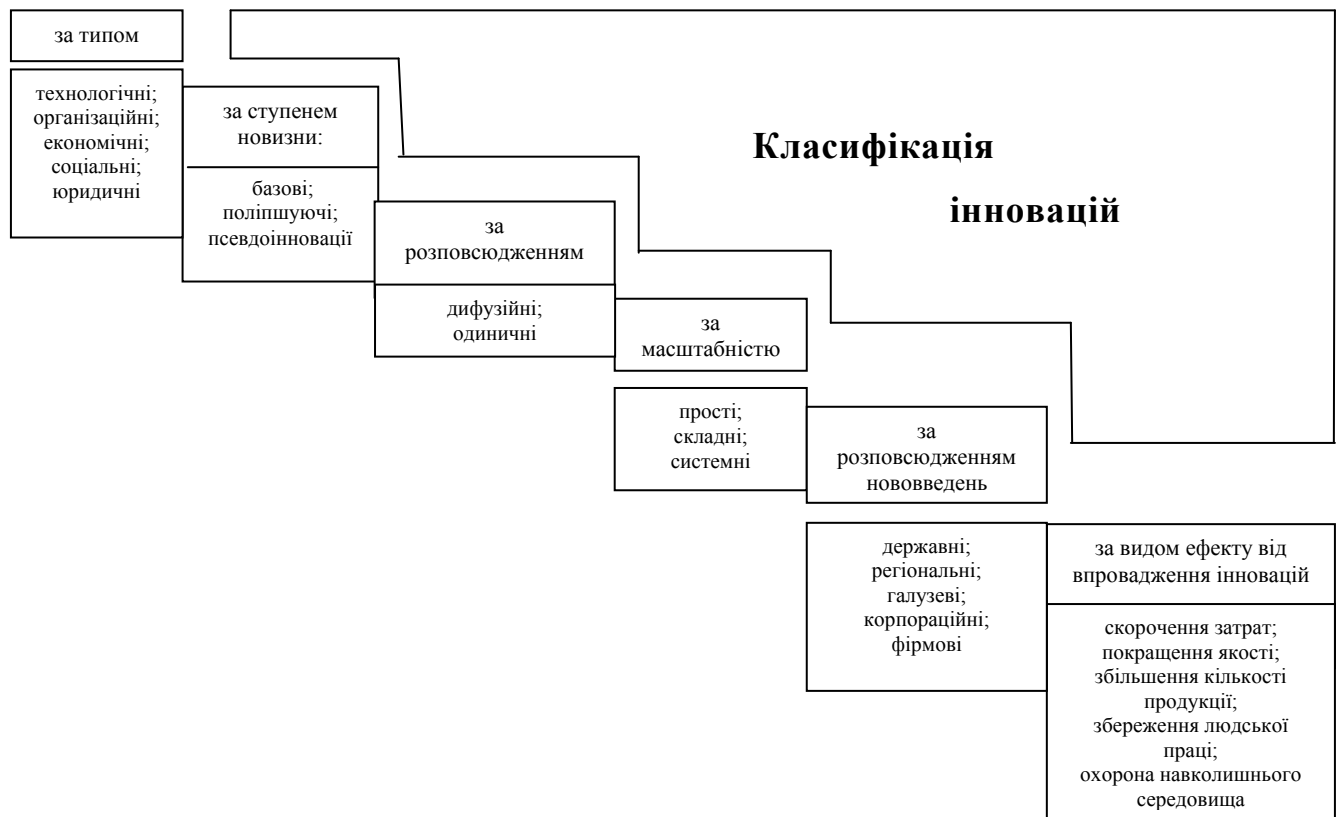 за типом
технологічні;
організаційні;
економічні;
соціальні;
юридичні
за ступенем
новизни:
базові;
поліпшуючі;
псевдоінновації
Класифікація
інновацій
за
розповсюдженням
дифузійні;
одиничні
за
масштабністю
прості;
складні;
системні
за
розповсюдженням
нововведень
державні;
регіональні;
галузеві;
корпораційні;
фірмові
за видом ефекту від
впровадження інновацій
скорочення затрат;
покращення якості;
збільшення кількості
продукції;
збереження людської
праці;
охорона навколишнього
середовища